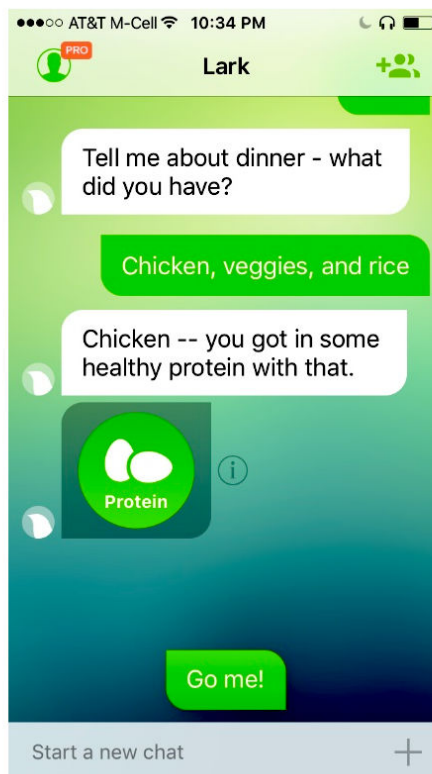 AT&T M-Cell 10:34 PM
PRO
Lark
Tell me about dinner - what
did you have?
Chicken, veggies, and rice
Chicken -- you got in some
healthy protein with that.
Protein
i
Go me!
Start a new chat